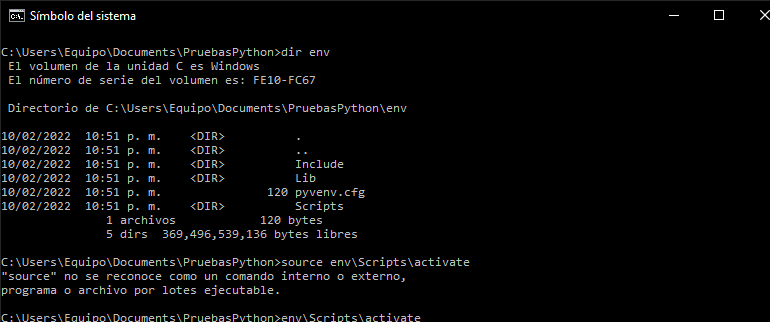 Símbolo del sistema
C:\Users\Equipo\Documents\PruebasPython>dir env
 El volumen de la unidad C es Windows
 El número de serie del volumen es: FE10-FC67
 Directorio de C:\Users\Equipo\Documents\PruebasPython\env
10/02/2022  10:51 p. m.    <DIR>          .
10/02/2022  10:51 p. m.    <DIR>          ..
10/02/2022  10:51 p. m.    <DIR>          Include
10/02/2022  10:51 p. m.    <DIR>          Lib
10/02/2022  10:51 p. m.               120 pyvenv.cfg
10/02/2022  10:51 p. m.    <DIR>          Scripts
               1 archivos            120 bytes
               5 dirs  369,496,539,136 bytes libres
C:\Users\Equipo\Documents\PruebasPython>source env\Scripts\activate
"source" no se reconoce como un comando interno o externo,
programa o archivo por lotes ejecutable.
C:\Users\Equipo\Documents\PruebasPython>env\Scripts\activate